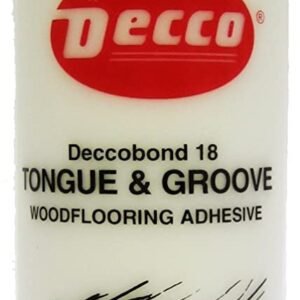 Decco®
Deccobond 18
TONGUE & GROOVE
WOODFLOORING ADHESIVE